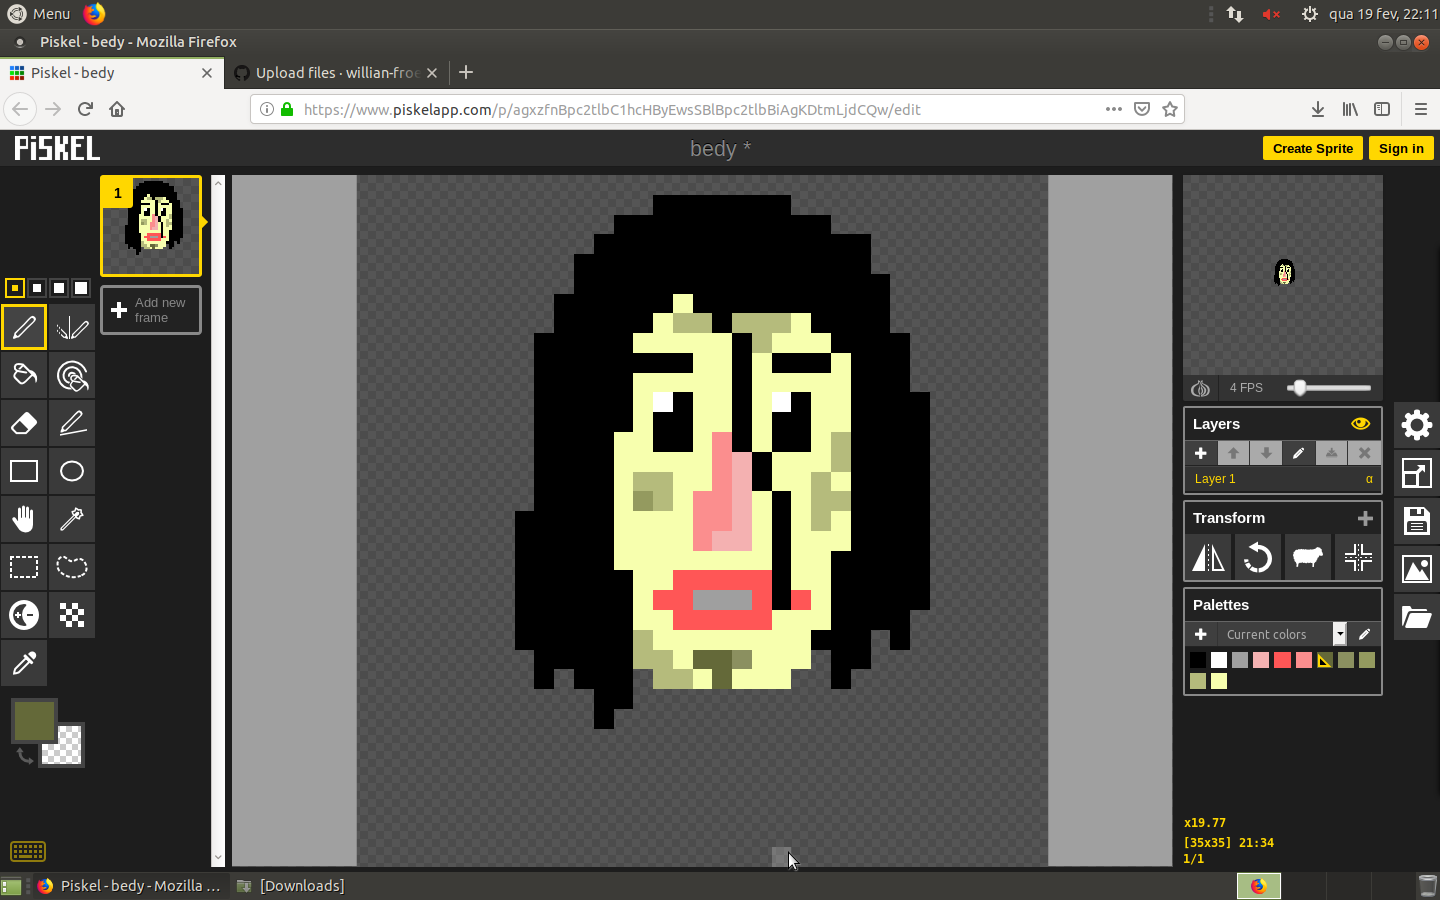 Menu
qua 19 fev, 22:11
Piskel - bedy - Mozilla Firefox
Piskel - bedy
Upload files · willian-froe
https://www.piskelapp.com/p/agxzfnBpc2tlbC1hcHByEwsSBlBpc2tlbBiAgKDtmLjdCQw/edit
PiSKEL
bedy *
Create Sprite
Sign in
1
Add new
frame
4 FPS
Layers
Layer 1
α
Transform
Palettes
Current colors
x19.77
[35x35] 21:34
1/1
Piskel - bedy - Mozilla ...
[Downloads]